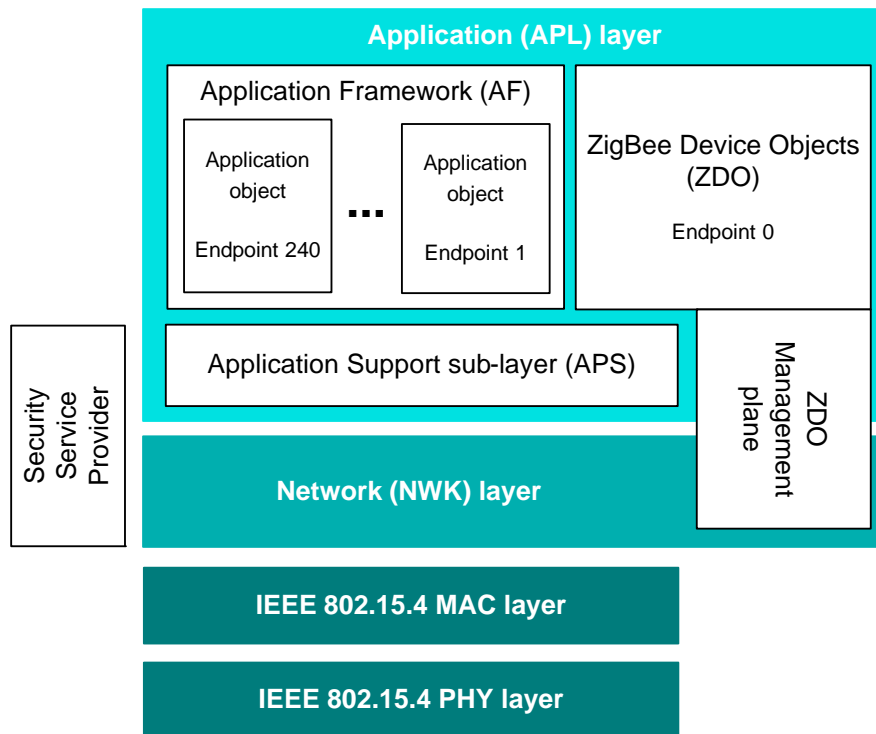 Application (APL) layer
Application Framework (AF)
Application
object
Endpoint 240
...
Application
object
Endpoint 1
ZigBee Device Objects
(ZDO)
Endpoint 0
Application Support sub-layer (APS)
ZDO
Management
plane
Security
Service
Provider
Network (NWK) layer
IEEE 802.15.4 MAC layer
IEEE 802.15.4 PHY layer